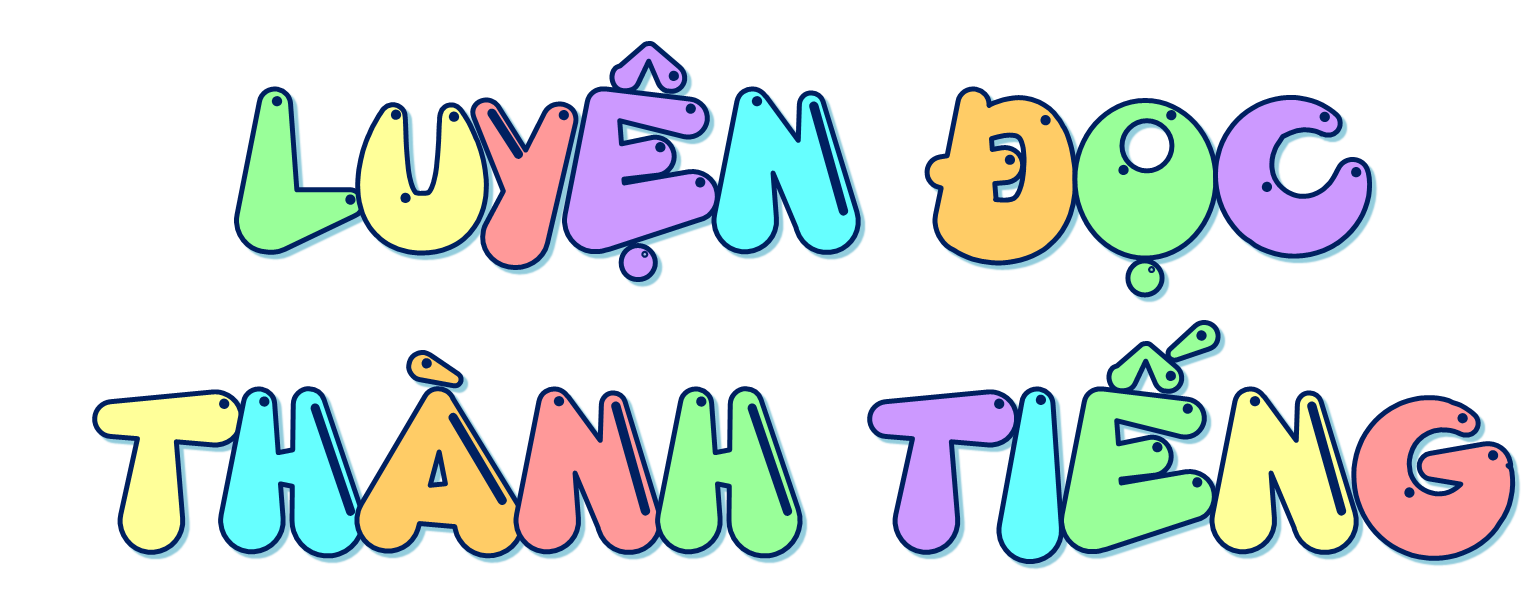 LUYỆN ĐỌC
THÀNH TIẾNG